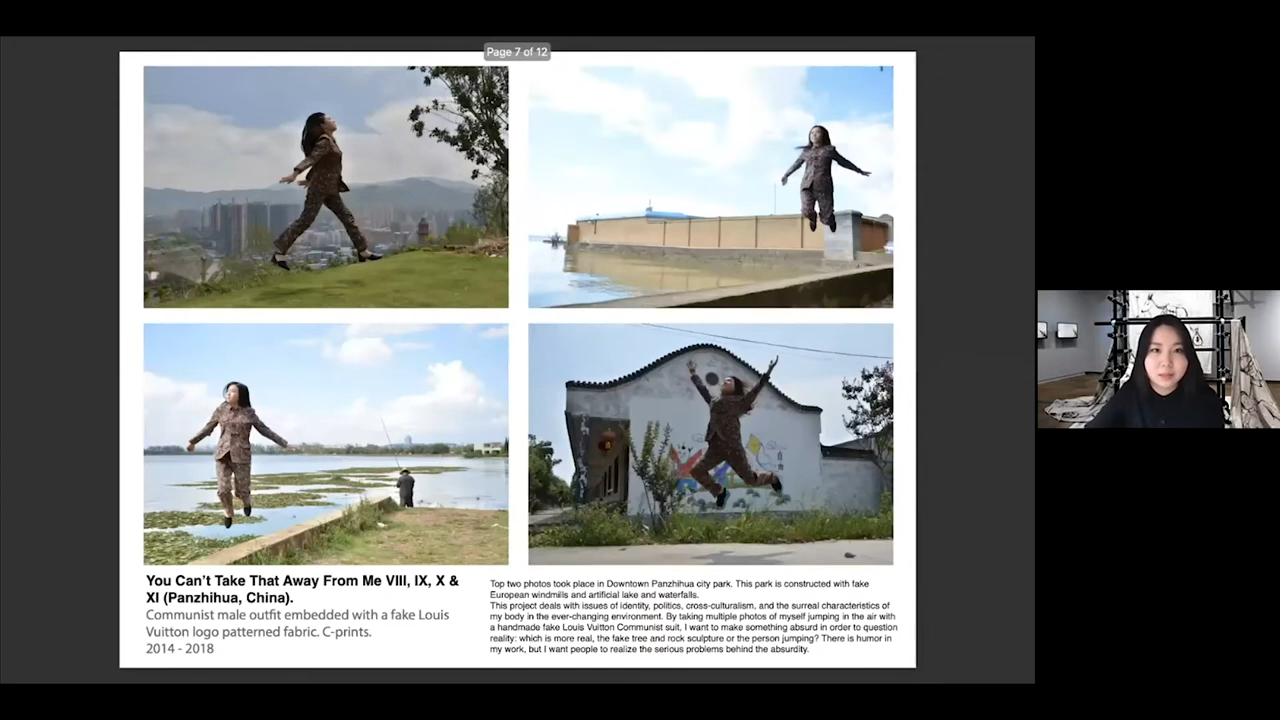 Page 7 of 12
You Can't Take That Away From Me VIII, IX, X &
XI (Panzhihua, China).
Communist male outfit embedded with a fake Louis
Vuitton logo patterned fabric. C-prints.
2014 - 2018
Top two photos took place in Downtown Panzhihua city park. This park is constructed with fake
European windmills and artificial lake and waterfalls.
This project deals with issues of identity, politics, cross-culturalism, and the surreal characteristics of
my body in the ever-changing environment. By taking multiple photos of myself jumping in the air with
a handmade fake Louis Vuitton Communist suit, I want to make something absurd in order to question
reality: which is more real, the fake tree and rock sculpture or the person jumping? There is humor in
my work, but I want people to realize the serious problems behind the absurdity.